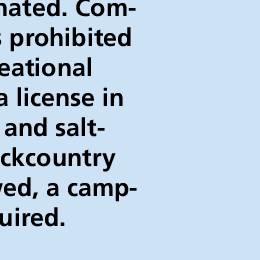 nated. Com-
s prohibited
eational
a license in
and salt-
ckcountry
ved, a camp-
uired.